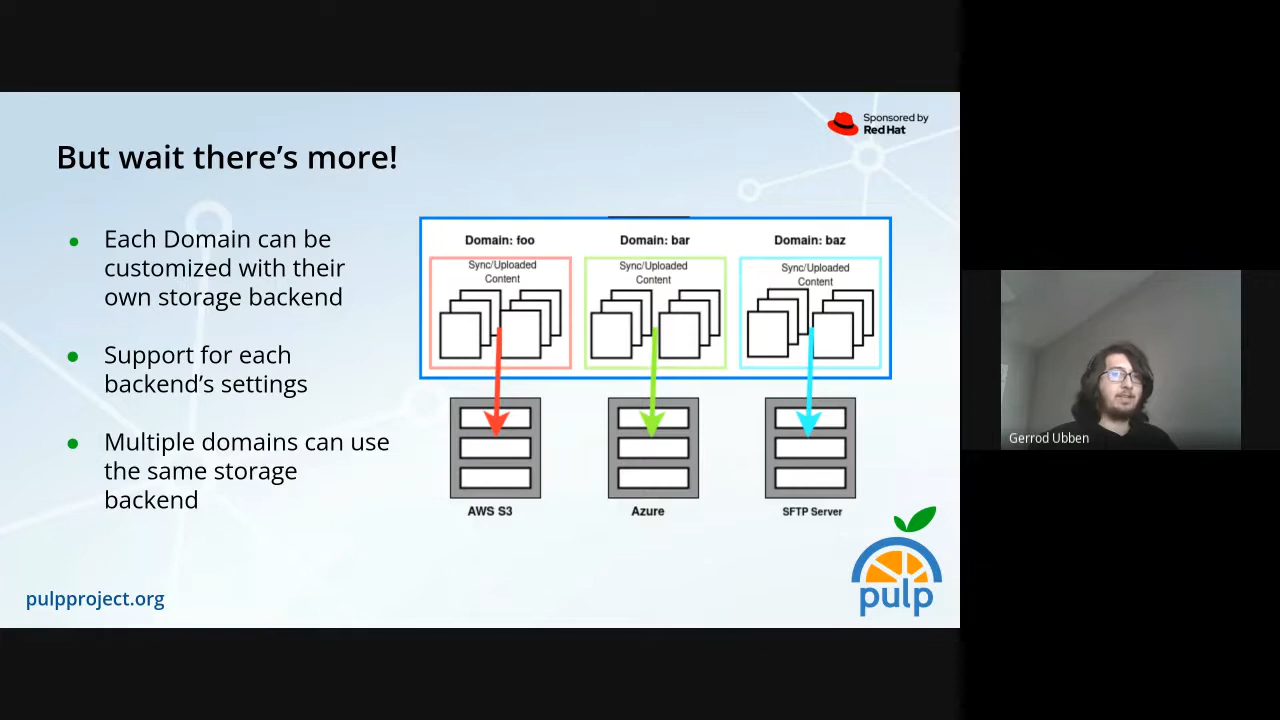 Sponsored by
Red Hat
But wait there's more!
• Each Domain can be
customized with their
own storage backend
• Support for each
backend's settings
• Multiple domains can use
the same storage
backend
Domain: foo
Sync/Uploaded
Content
Domain: bar
Sync/Uploaded
Content
Domain: baz
Sync/Uploaded
Content
AWS S3
Azure
SFTP Server
pulpproject.org
pulp
Gerrod Ubben